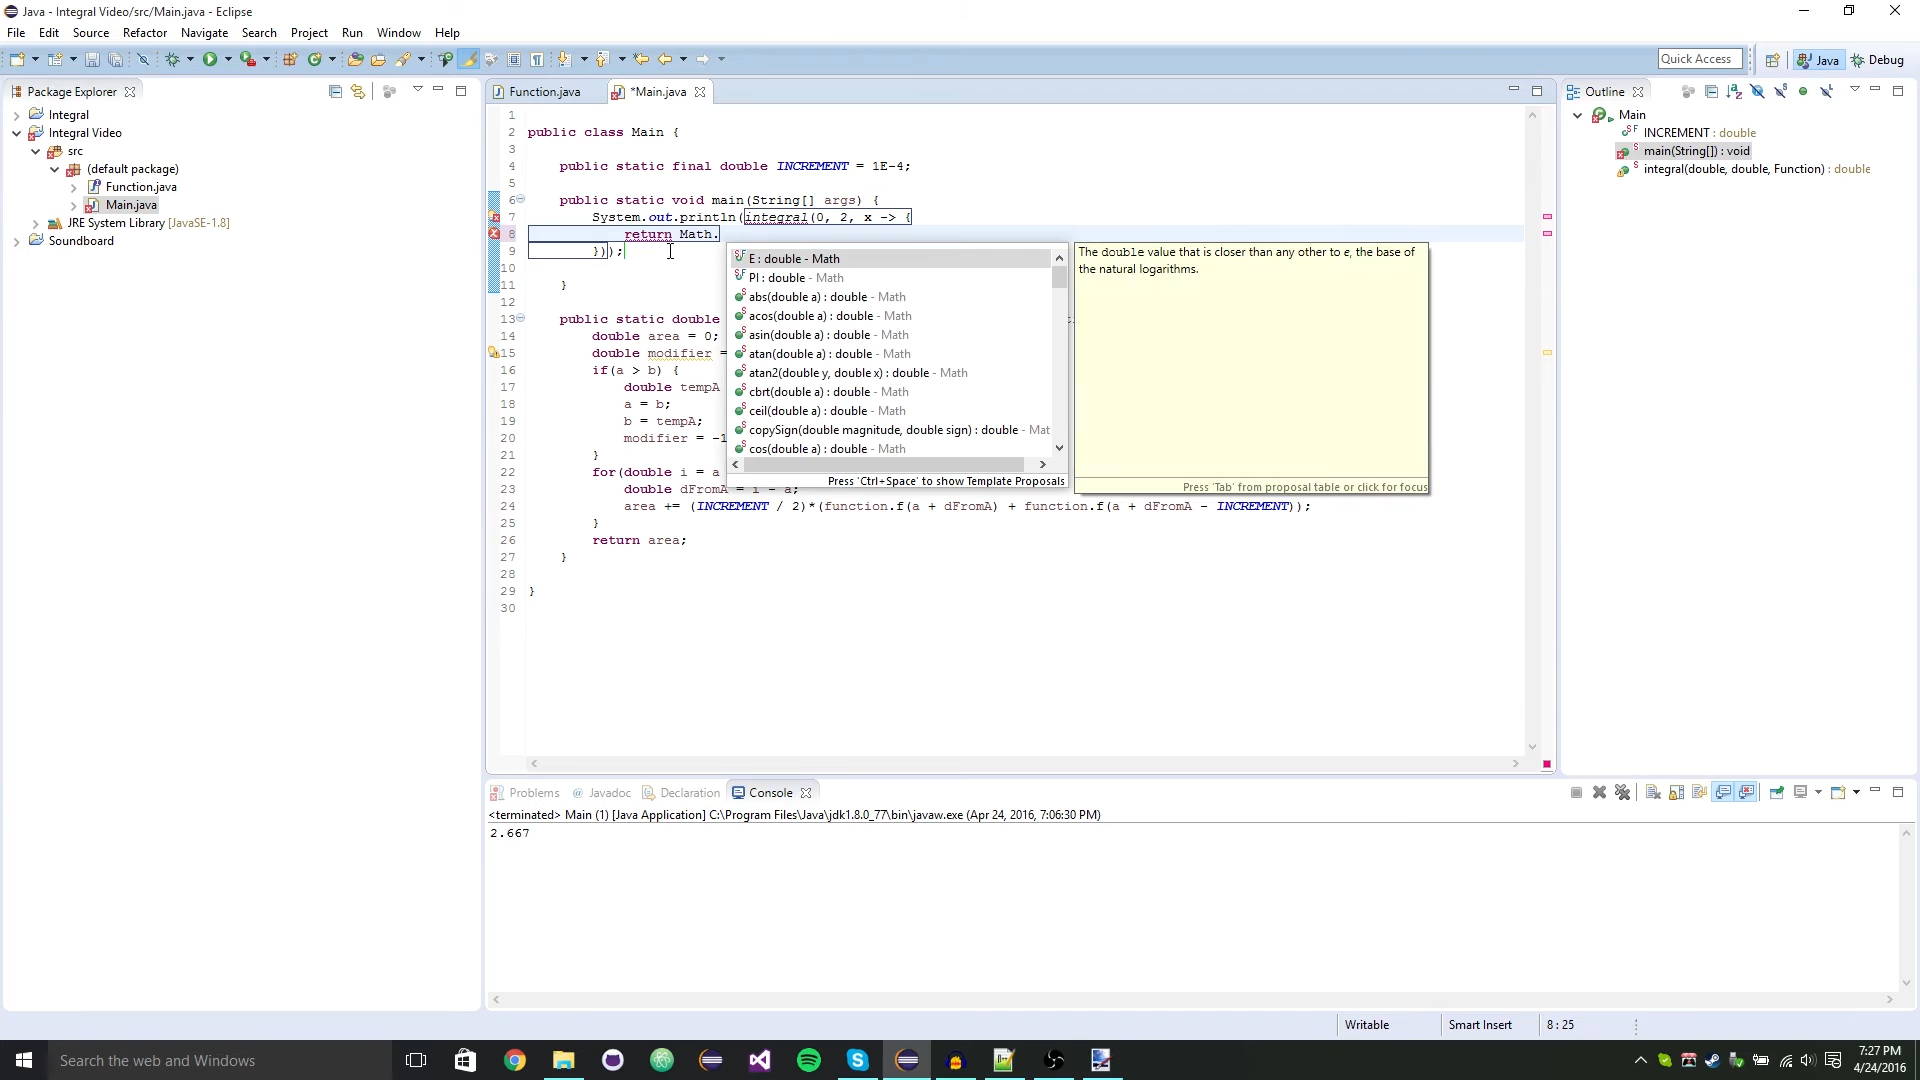 Java - Integral Video/src/Main.java - Eclipse
File Edit Source Refactor Navigate Search Project Run Window Help
Quick Access
Java
Debug
Package Explorer
Integral
Integral Video
src
(default package)
Function.java
Main.java
JRE System Library [JavaSE-1.8]
Soundboard
Function.java
*Main.java
1
2 public class Main {
3
4 public static final double INCREMENT = 1E-4;
5
6 public static void main(String[] args) {
7 System.out.println(integral(0, 2, x -> {
8 return Math.
9 }));
10
11 }
12
13 public static double
14 double area = 0;
15 double modifier =
16 if(a > b) {
17 double tempA
18 a = b;
19 b = tempA;
20 modifier = -1
21 }
22 for(double i = a
23 double dFromA = i - a;
24 area += (INCREMENT / 2)*(function.f(a + dFromA) + function.f(a + dFromA - INCREMENT));
25 }
26 return area;
27 }
28
29 }
30
E : double - Math
PI : double - Math
abs(double a) : double - Math
acos(double a) : double - Math
asin(double a) : double - Math
atan(double a) : double - Math
atan2(double y, double x) : double - Math
cbrt(double a) : double - Math
ceil(double a) : double - Math
copySign(double magnitude, double sign) : double - Mat
cos(double a) : double - Math
Press 'Ctrl+Space' to show Template Proposals
The double value that is closer than any other to e, the base of
the natural logarithms.
Press 'Tab' from proposal table or click for focus
Outline
Main
INCREMENT : double
main(String[]) : void
integral(double, double, Function) : double
Problems @ Javadoc Declaration Console
<terminated> Main (1) [Java Application] C:\Program Files\Java\jdk1.8.0_77\bin\javaw.exe (Apr 24, 2016, 7:06:30 PM)
2.667
Writable
Smart Insert
8 : 25
Search the web and Windows
7:27 PM
4/24/2016